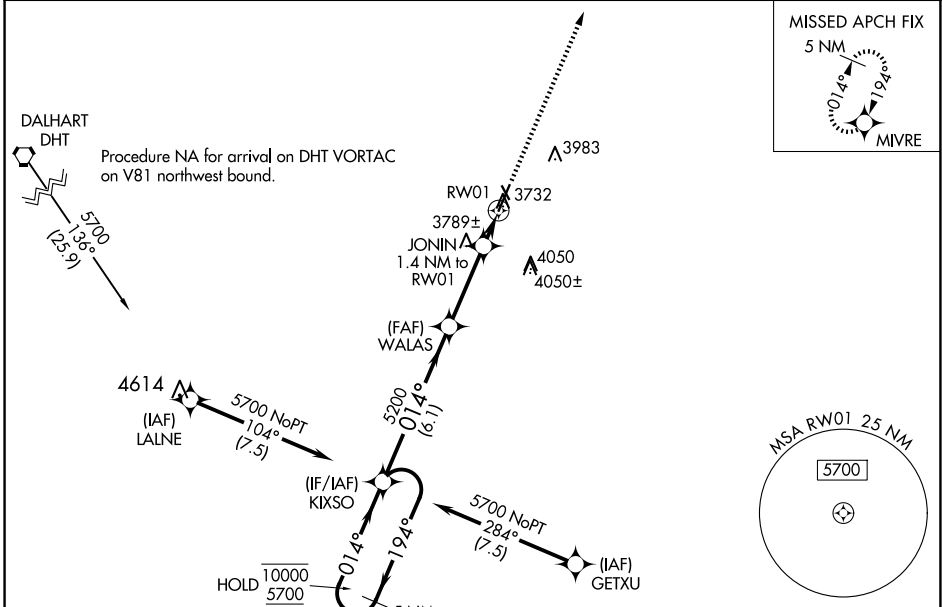 MISSED APCH FIX
5 NM
014°
194°
MIVRE
DALHART
DHT
Procedure NA for arrival on DHT VORTAC
on V81 northwest bound.
5700
136°
(25.9)
3983
RW01
3732
3789±
JONIN
1.4 NM to
RW01
4050
4050±
(FAF)
WALAS
4614
(IAF)
LALNE
5700 NoPT
104°
(7.5)
5200
014°
(6.1)
(IF/IAF)
KIXSO
5700 NoPT
284°
(7.5)
(IAF)
GETXU
014°
194°
HOLD
10000
5700
MSA RW01 25 NM
5700